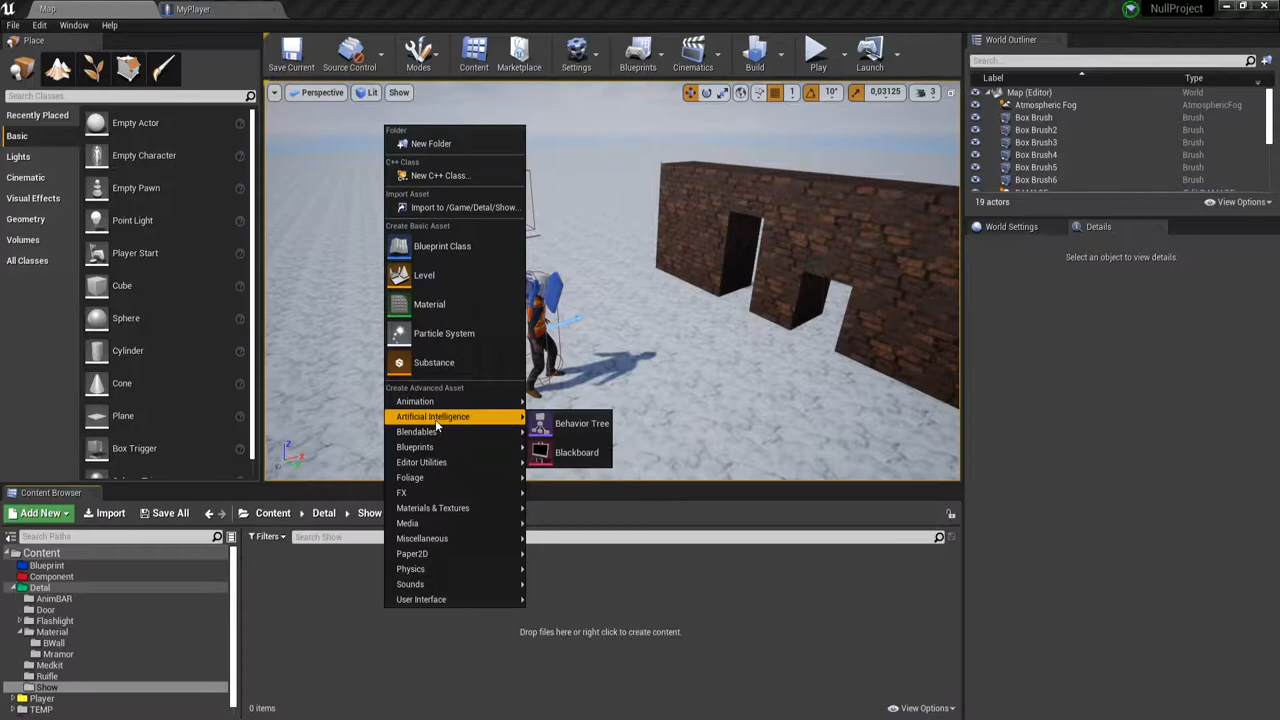 Map
MyPlayer
NullProject
File Edit Window Help
Place
Search Classes
Recently Placed
Basic
Lights
Cinematic
Visual Effects
Geometry
Volumes
All Classes
Empty Actor
Empty Character
Empty Pawn
Point Light
Player Start
Cube
Sphere
Cylinder
Cone
Plane
Box Trigger
Save Current
Source Control
Modes
Content
Marketplace
Settings
Blueprints
Cinematics
Build
Play
Launch
Perspective
Lit
Show
1
10°
0,03125
3
Folder
New Folder
C++ Class
New C++ Class...
Import Asset
Import to /Game/Detal/Show...
Create Basic Asset
Blueprint Class
Level
Material
Particle System
Substance
Create Advanced Asset
Animation
Artificial Intelligence
Blendables
Blueprints
Editor Utilities
Foliage
FX
Materials & Textures
Media
Miscellaneous
Paper2D
Physics
Sounds
User Interface
Behavior Tree
Blackboard
World Outliner
Search...
Label Type
Map (Editor) World
Atmospheric Fog AtmosphericFog
Box Brush Brush
Box Brush2 Brush
Box Brush3 Brush
Box Brush4 Brush
Box Brush5 Brush
Box Brush6 Brush
19 actors
View Options
World Settings
Details
Select an object to view details.
Content Browser
Add New
Import
Save All
Content
Detal
Show
Search Paths
Filters
Search Show
Content
Blueprint
Component
Detal
AnimBAR
Door
Flashlight
Material
BWall
Mramor
Medkit
Ruifle
Show
Player
TEMP
Drop files here or right click to create content.
0 items
View Options